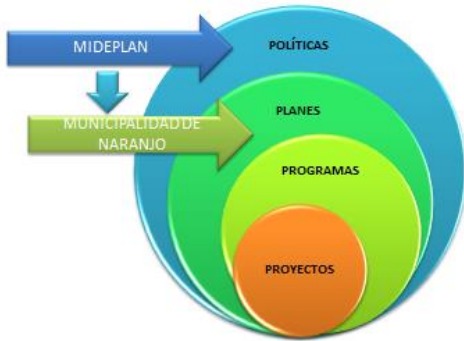 MIDEPLAN
POLÍTICAS
PLANES
MUNICIPALIDAD DE
NARANJO
PROGRAMAS
PROYECTOS